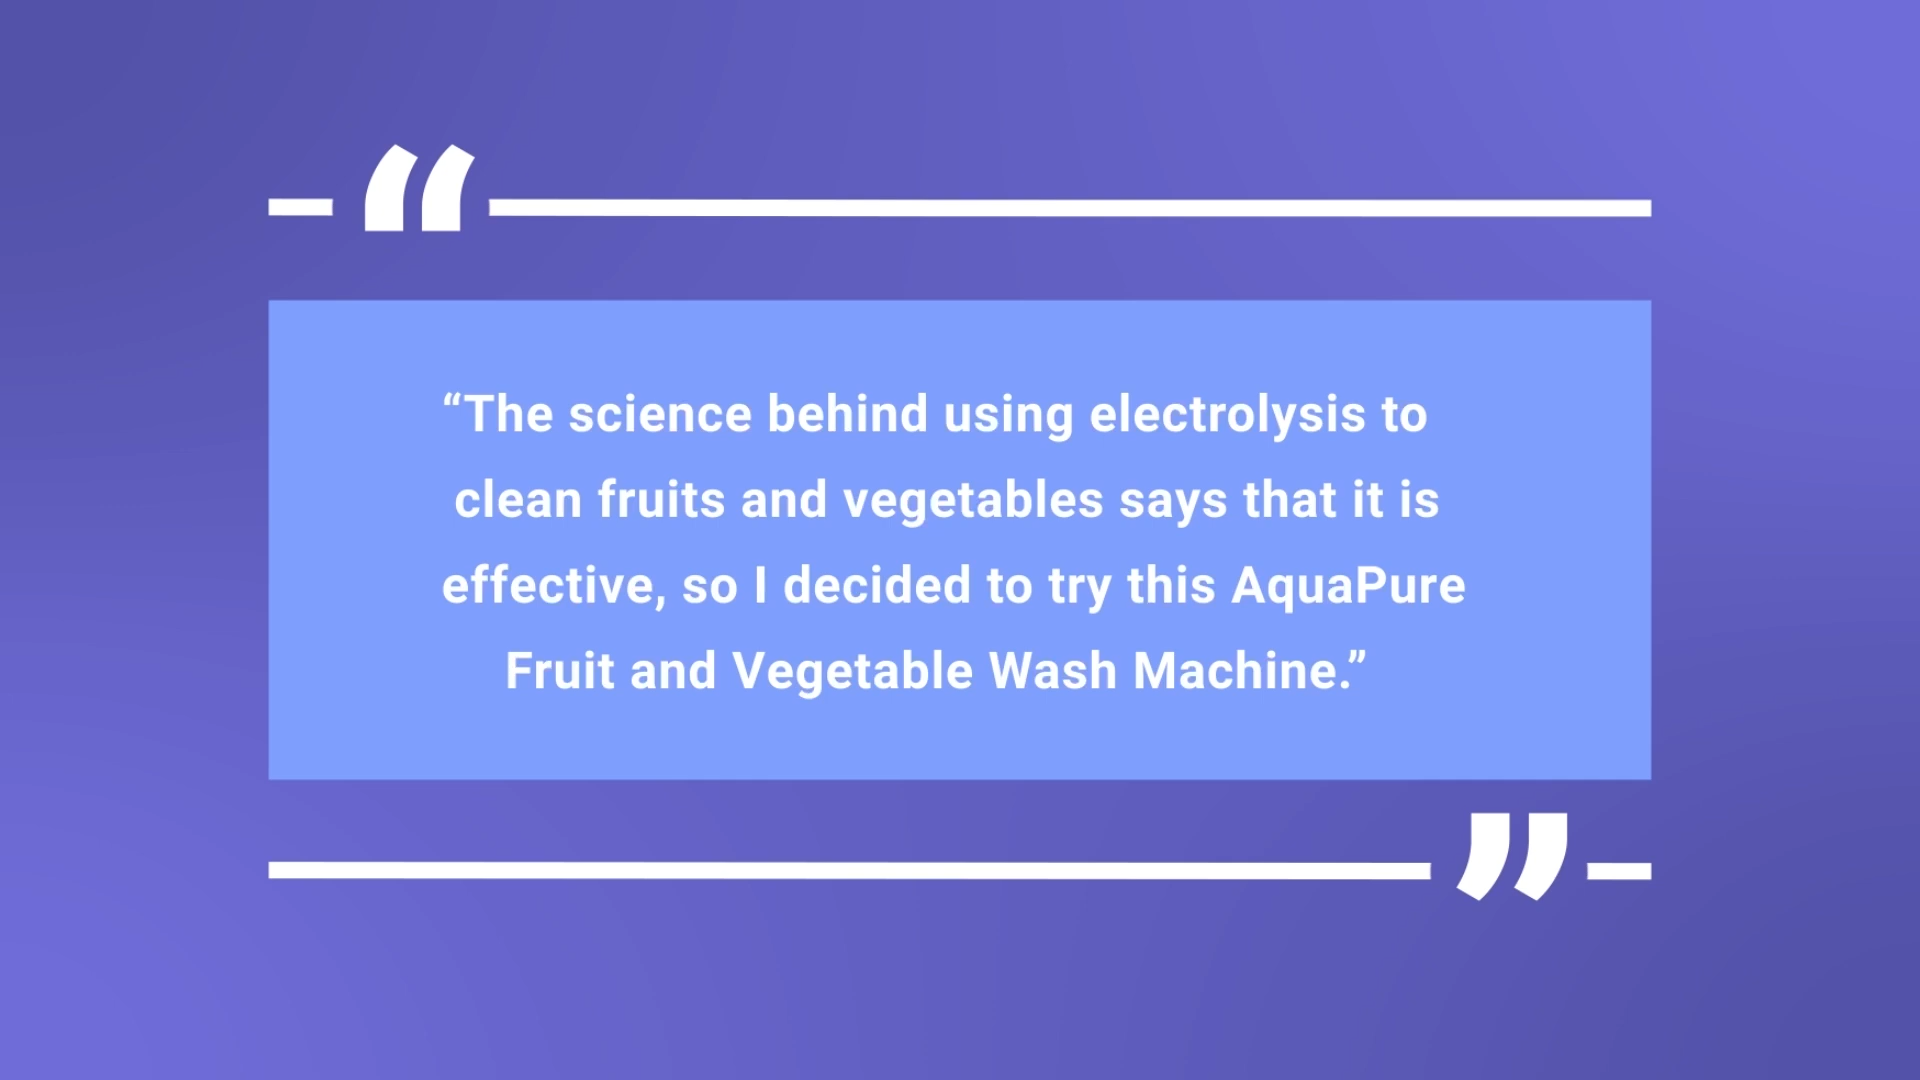 “The science behind using electrolysis to
clean fruits and vegetables says that it is
effective, so I decided to try this AquaPure
Fruit and Vegetable Wash Machine.”